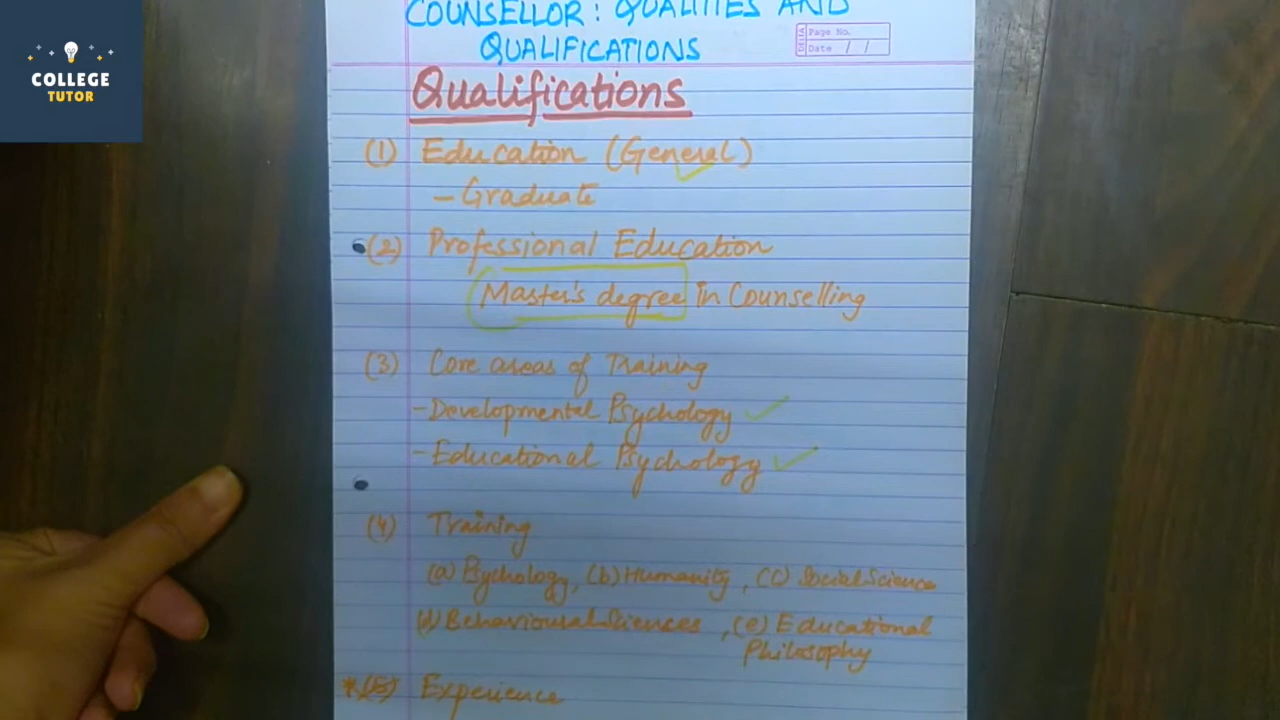 COLLEGE
TUTOR
COUNSELLOR: QUALITIES AND
QUALIFICATIONS
DELTA
Page No.
Date / /
Qualifications
(1) Education (General)
- Graduate
(2) Professional Education
Master's degree in Counselling
(3) Core areas of Training
- Developmental Psychology
- Educational Psychology
(4) Training
(a) Psychology, (b) Humanity, (c) Social Science
(d) Behavioural Sciences, (e) Educational
Philosophy
*(5) Experience